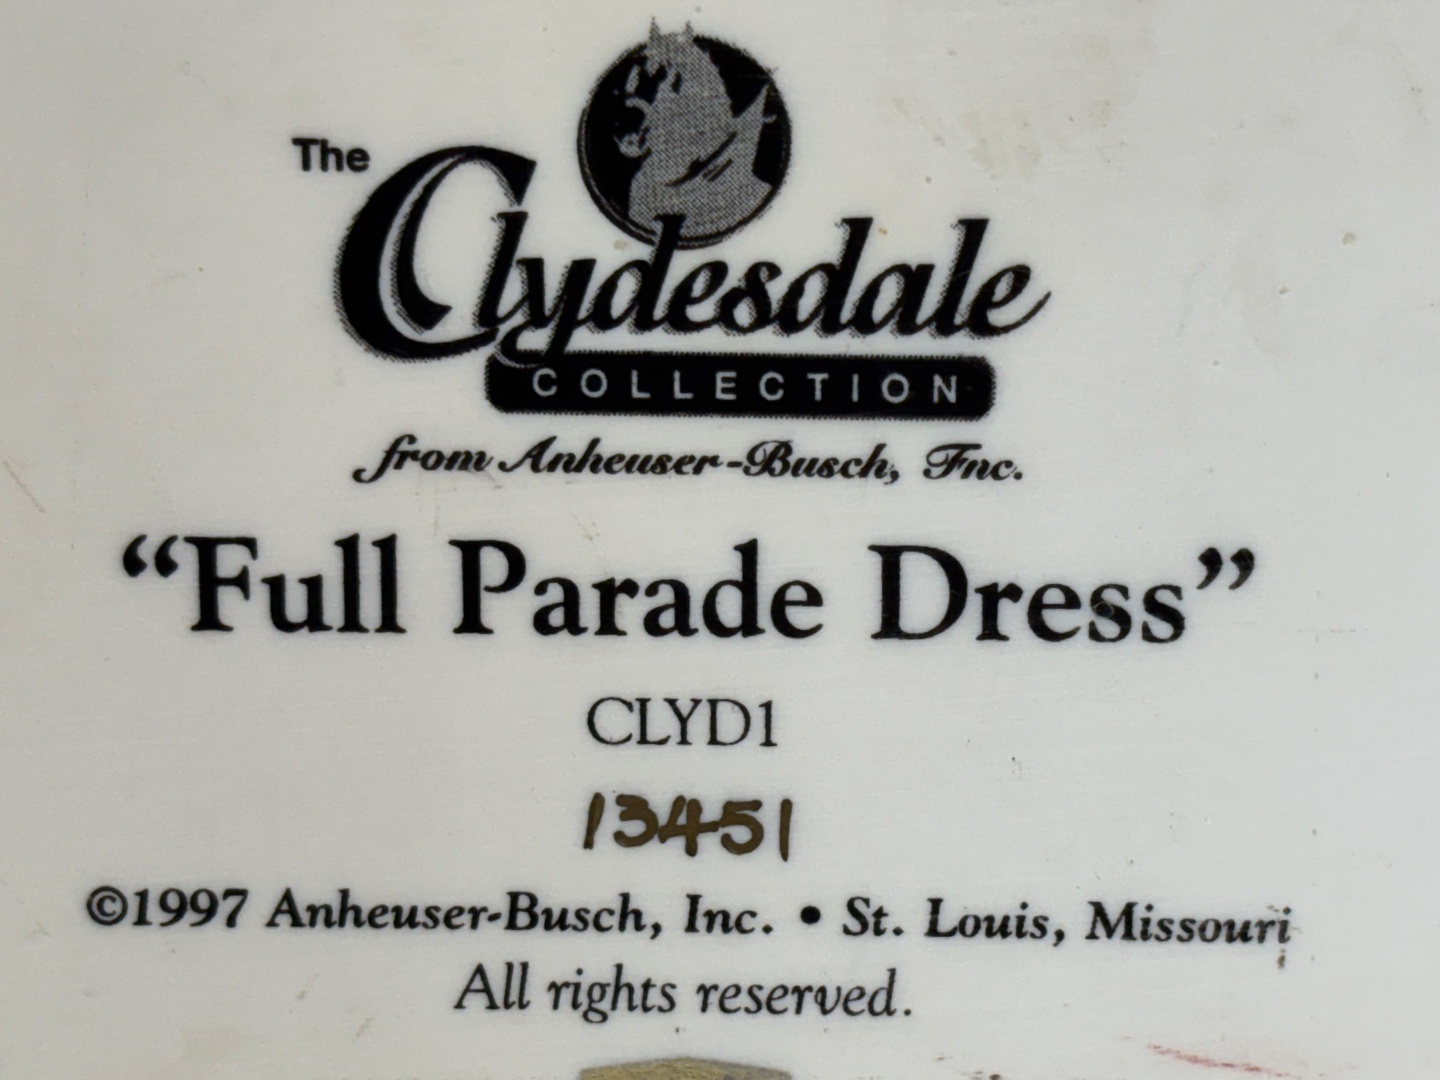 The
Clydesdale
COLLECTION
from Anheuser-Busch, Inc.
“Full Parade Dress”
CLYD1
13451
©1997 Anheuser-Busch, Inc. • St. Louis, Missouri
All rights reserved.